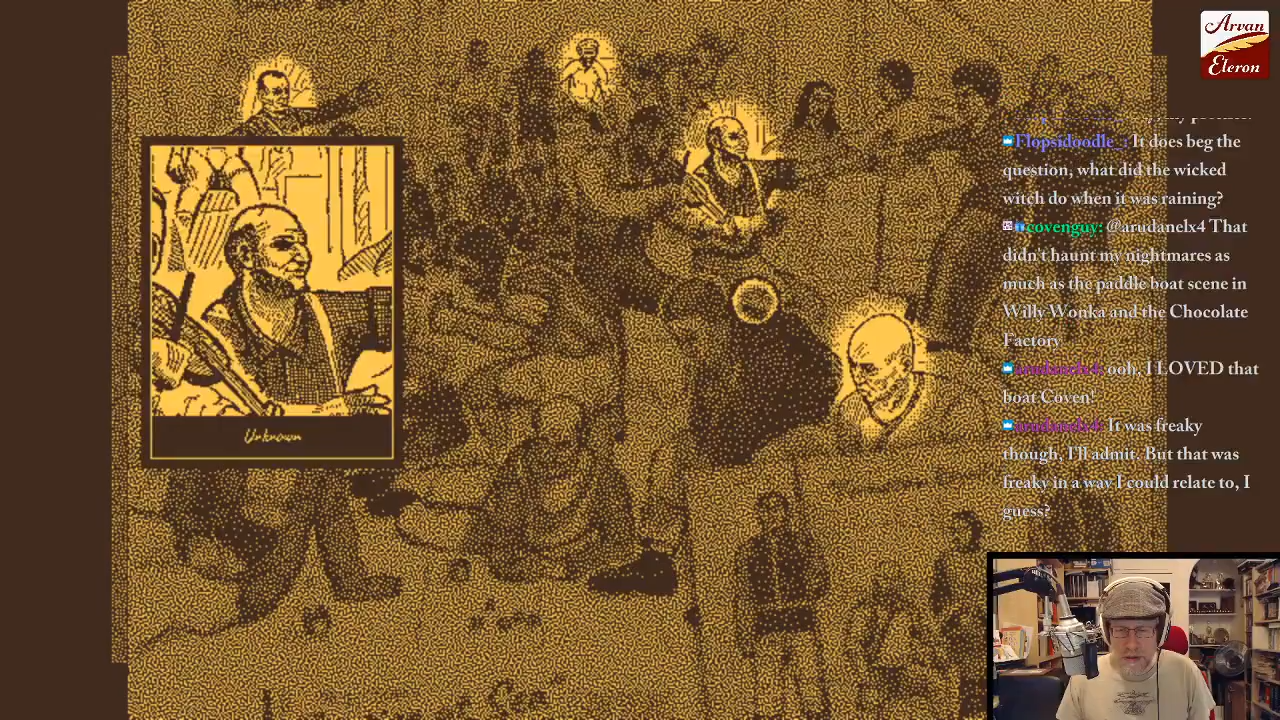 Arvan
Eleron
Flopsidoodle_: It does beg the
question, what did the wicked
witch do when it was raining?
covenguy: @arudanelx4 That
didn't haunt my nightmares as
much as the paddle boat scene in
Willy Wonka and the Chocolate
Factory
arudanelx4: ooh, I LOVED that
boat Coven!
arudanelx4: It was freaky
though, I'll admit. But that was
freaky in a way I could relate to, I
guess?
Unknown